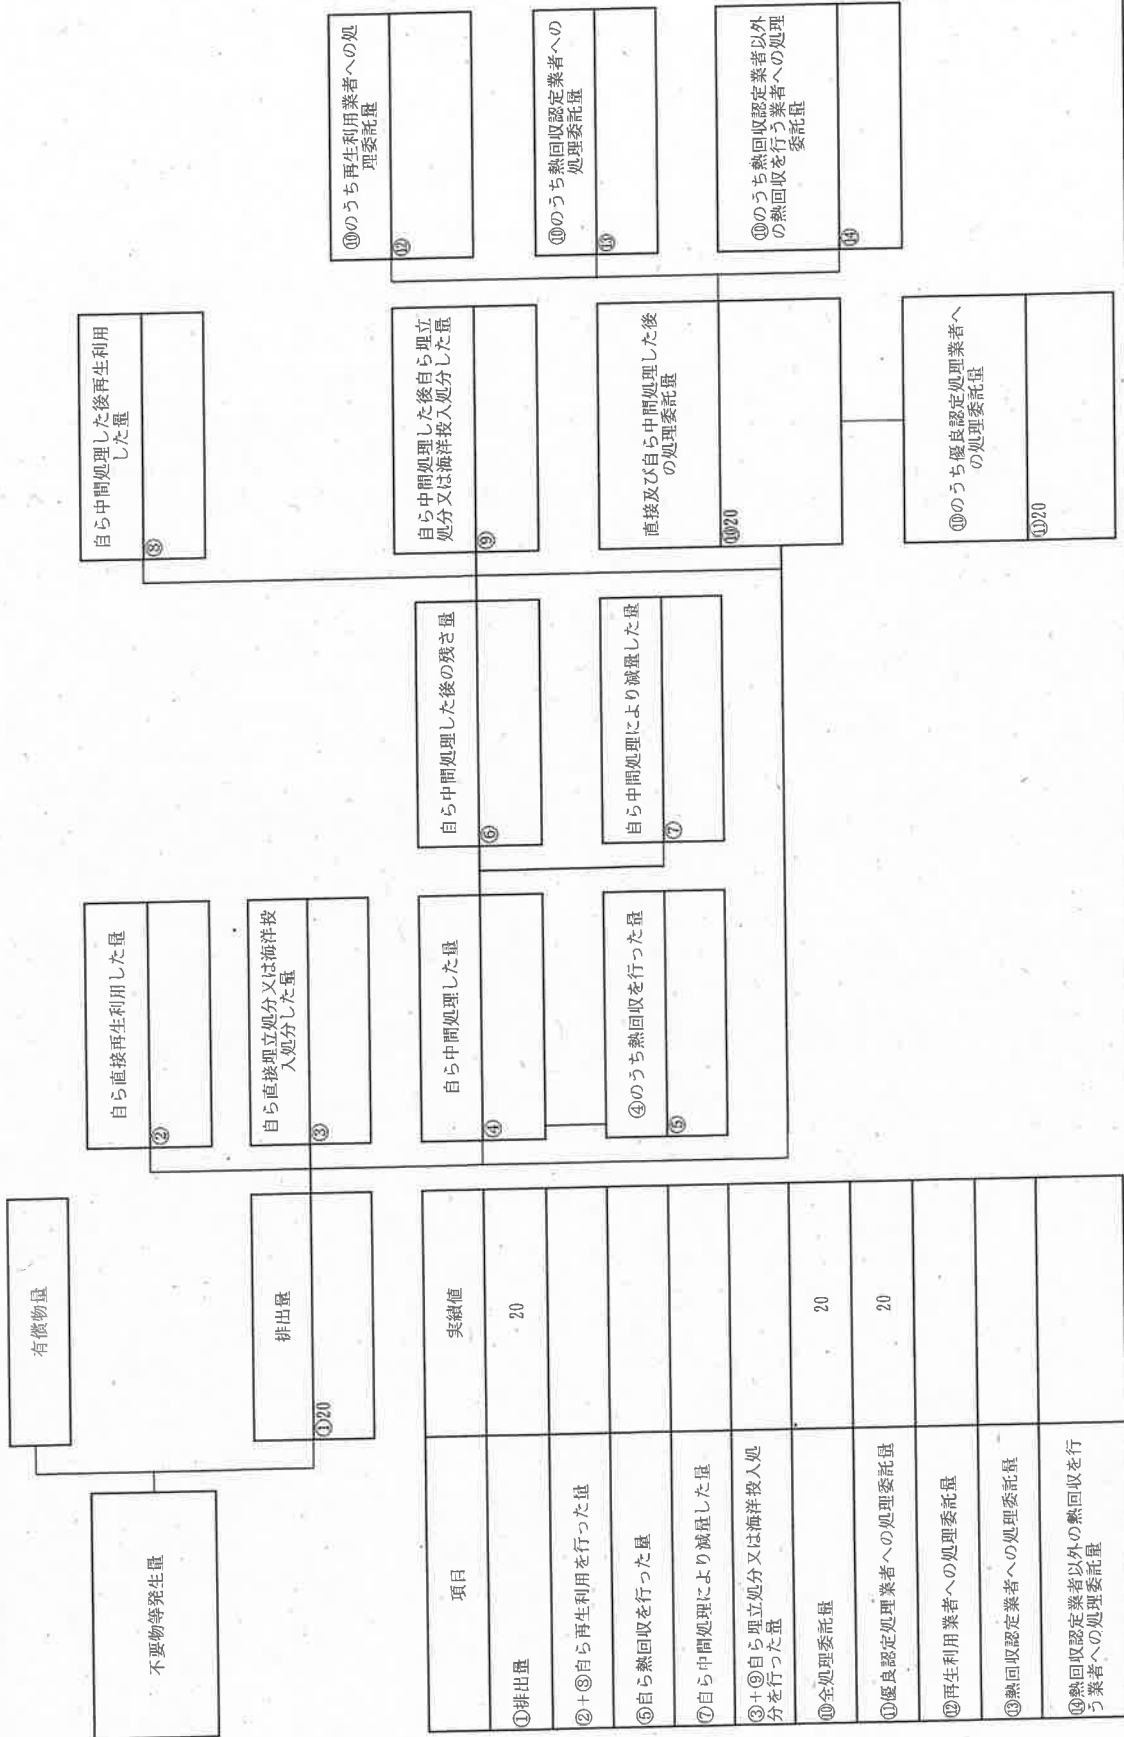 不要物等発生量
有償物量
排出量
①20
自ら直接再生利用した量
②
自ら直接埋立処分又は海洋投
入処分した量
③
自ら中間処理した量
④
④のうち熱回収を行った量
⑤
自ら中間処理した後の残さ量
⑥
自ら中間処理により減量した量
⑦
自ら中間処理した後再生利用
した量
⑧
自ら中間処理した後自ら埋立
処分又は海洋投入処分した量
⑨
直接及び自ら中間処理した後
の処理委託量
⑩20
⑩のうち優良認定処理業者へ
の処理委託量
⑪20
⑩のうち再生利用業者への処
理委託量
⑫
⑩のうち熱回収認定業者への
処理委託量
⑬
⑩のうち熱回収認定業者以外
の熱回収を行う業者への処理
委託量
⑭
項目 実績値
①排出量 20
②+⑧自ら再生利用を行った量
⑤自ら熱回収を行った量
⑦自ら中間処理により減量した量
③+⑨自ら埋立処分又は海洋投入処
分を行った量
⑩全処理委託量 20
⑪優良認定処理業者への処理委託量 20
⑫再生利用業者への処理委託量
⑬熱回収認定業者への処理委託量
⑭熱回収認定業者以外の熱回収を行
う業者への処理委託量